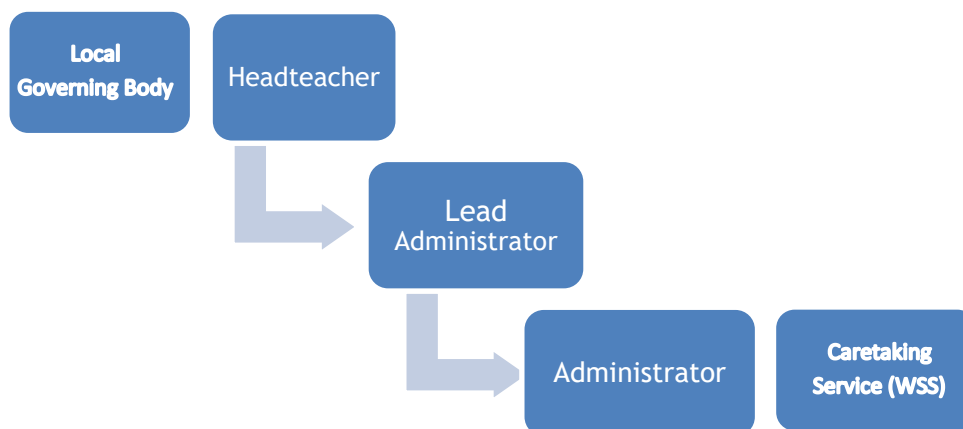 Local
Governing Body
Headteacher
Lead
Administrator
Administrator
Caretaking
Service (WSS)